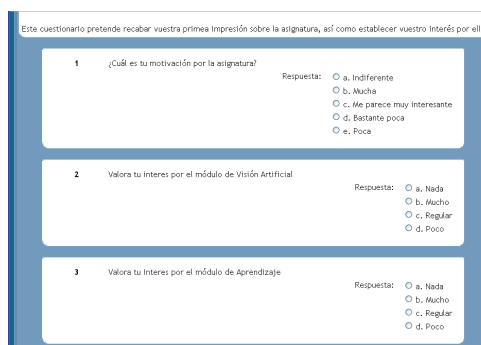 Este cuestionario pretende recabar vuestra primea impresión sobre la asignatura, así como establecer vuestro interés por ell
1 ¿Cuál es tu motivación por la asignatura?
Respuesta: a. Indiferente
b. Mucha
c. Me parece muy interesante
d. Bastante poca
e. Poca
2 Valora tu interes por el módulo de Visión Artificial
Respuesta: a. Nada
b. Mucho
c. Regular
d. Poco
3 Valora tu interes por el módulo de Aprendizaje
Respuesta: a. Nada
b. Mucho
c. Regular
d. Poco